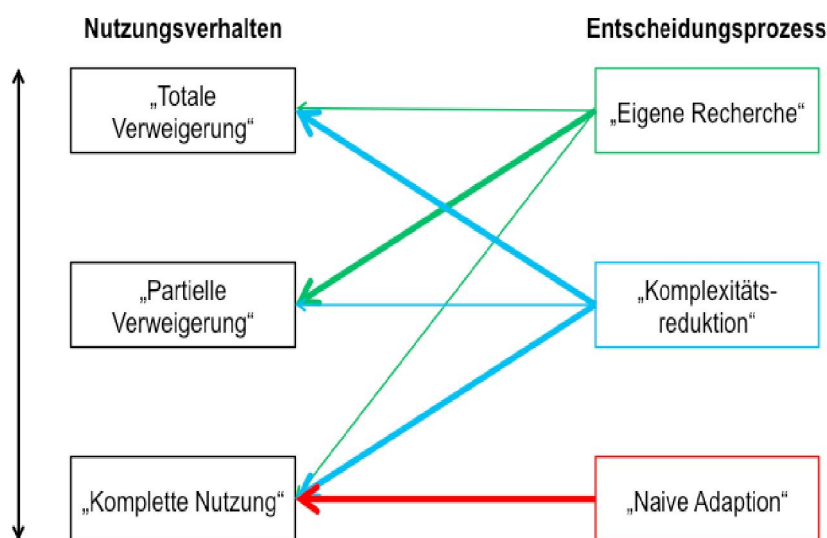 Nutzungsverhalten
Entscheidungsprozess
„Totale
Verweigerung“
„Eigene Recherche“
„Partielle
Verweigerung“
„Komplexitäts-
reduktion“
„Komplette Nutzung“
„Naive Adaption“